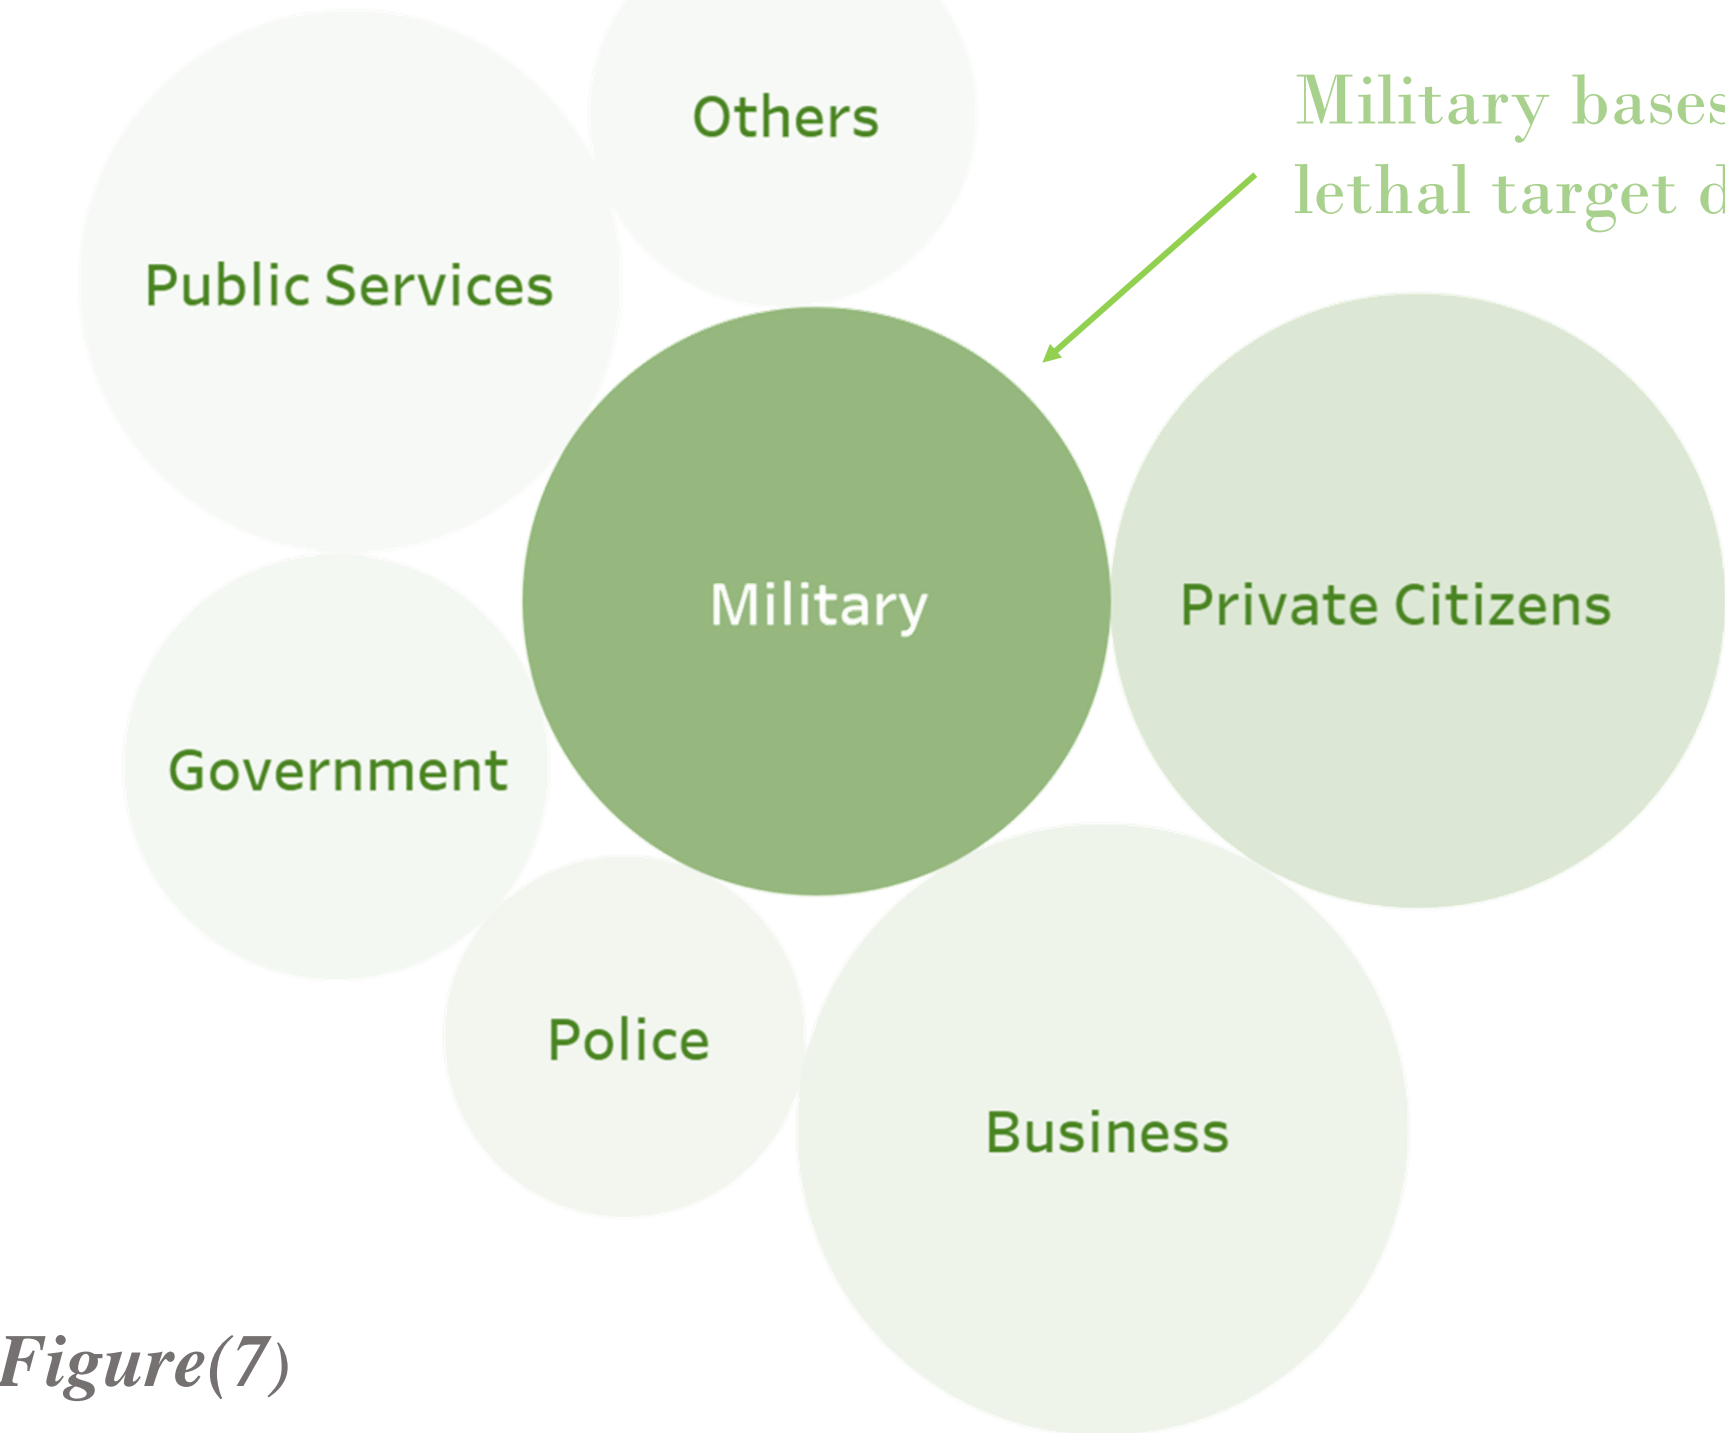 Others
Military bases
lethal target
Public Services
Military
Private Citizens
Government
Police
Business
Figure(7)